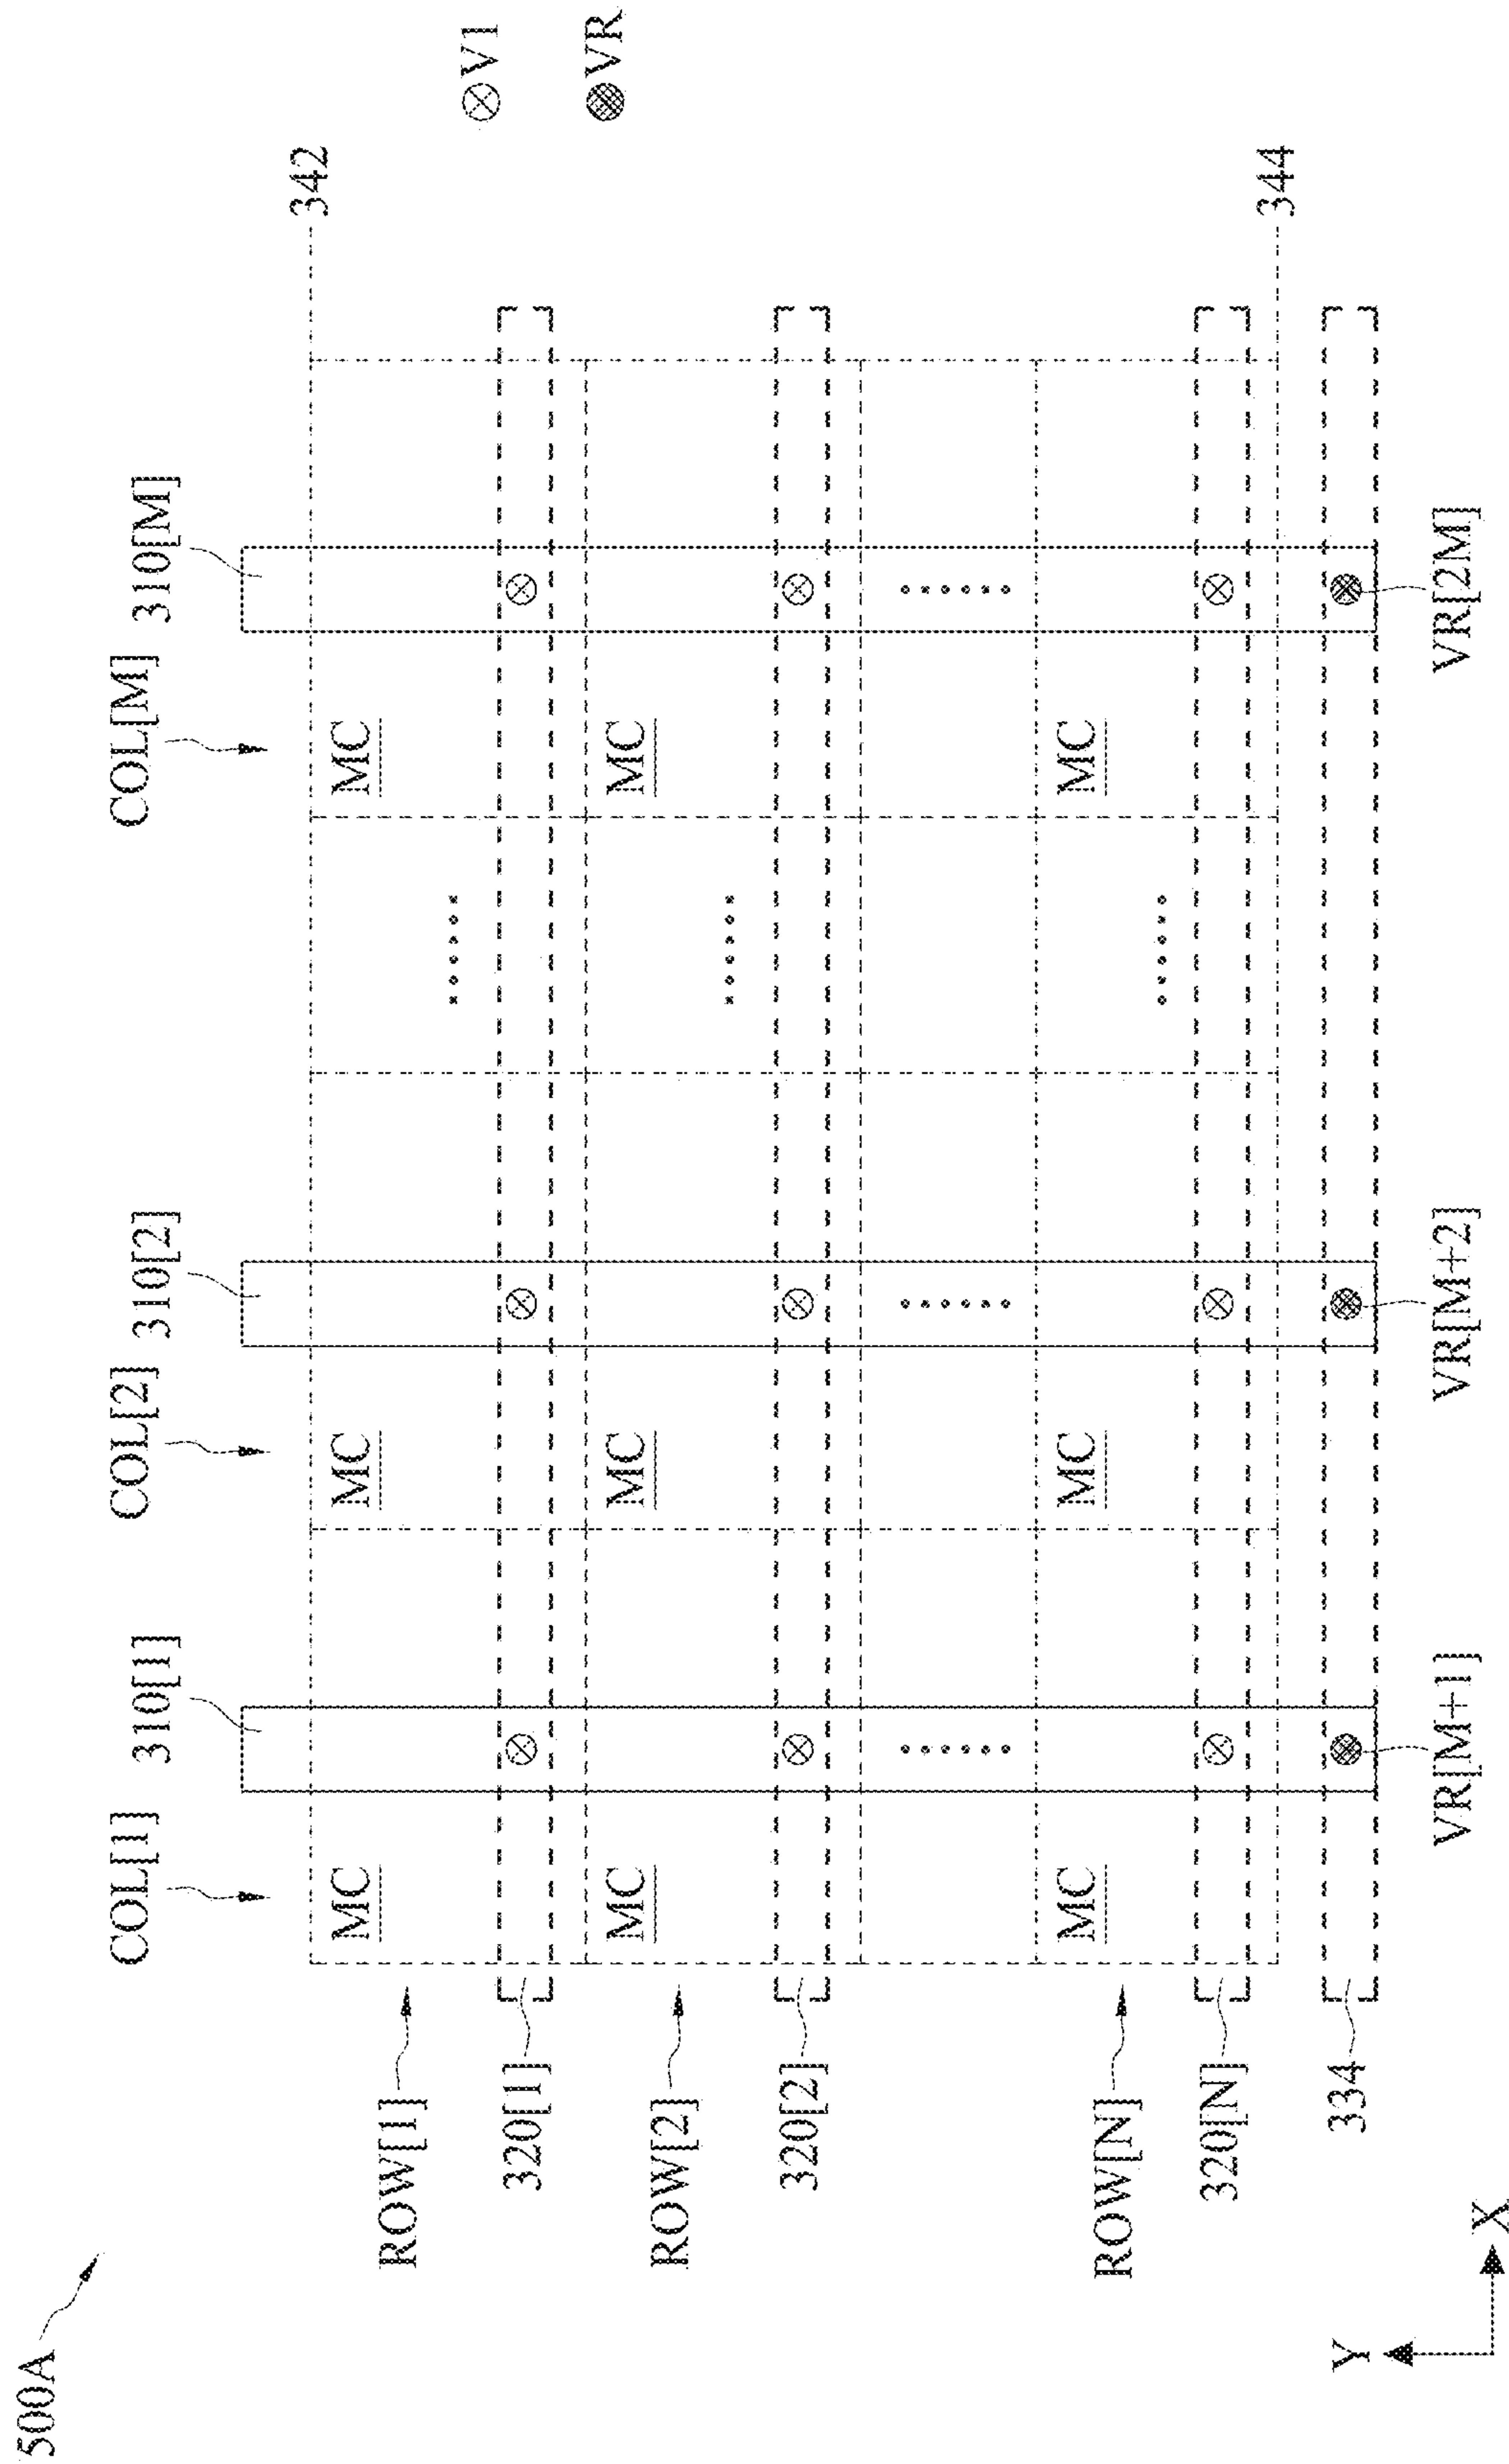 500A
COL[1]
310[1]
COL[2]
310[2]
COL[M]
310[M]
V1
VR
342
ROW[1]
MC
MC
MC
320[1]
ROW[2]
MC
MC
MC
320[2]
ROW[N]
MC
MC
MC
320[N]
344
334
VR[M+1]
VR[M+2]
VR[2M]
Y
X